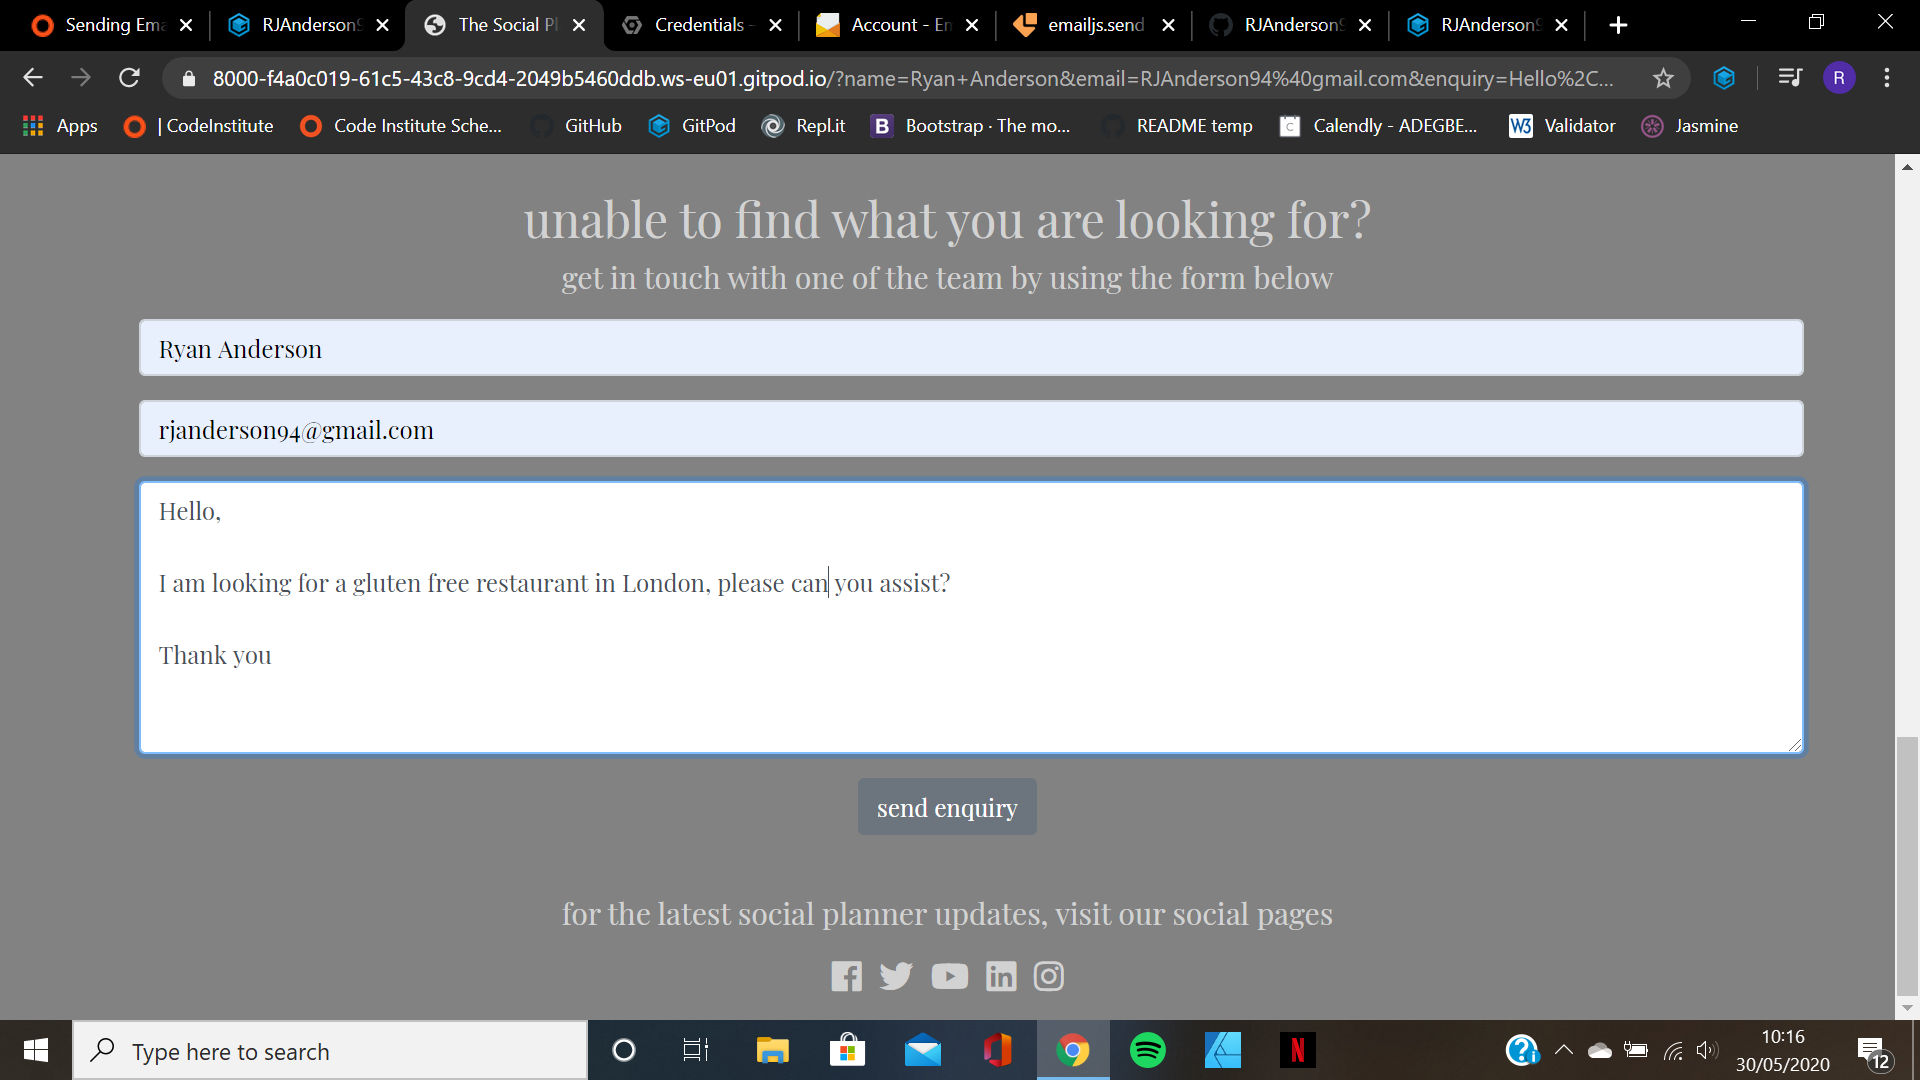 Sending Ema
RJAnderson9
The Social Pl
Credentials -
Account - Em
emailjs.send
RJAnderson9
RJAnderson9
8000-f4a0c019-61c5-43c8-9cd4-2049b5460ddb.ws-eu01.gitpod.io/?name=Ryan+Anderson&email=RJAnderson94%40gmail.com&enquiry=Hello%2C...
R
Apps
| CodeInstitute
Code Institute Sche...
GitHub
GitPod
Repl.it
B
Bootstrap · The mo...
README temp
C
Calendly - ADEGBE...
W3
Validator
Jasmine
unable to find what you are looking for?
get in touch with one of the team by using the form below
Ryan Anderson
rjanderson94@gmail.com
Hello,
I am looking for a gluten free restaurant in London, please can you assist?
Thank you
send enquiry
for the latest social planner updates, visit our social pages
Type here to search
N
10:16
30/05/2020
12